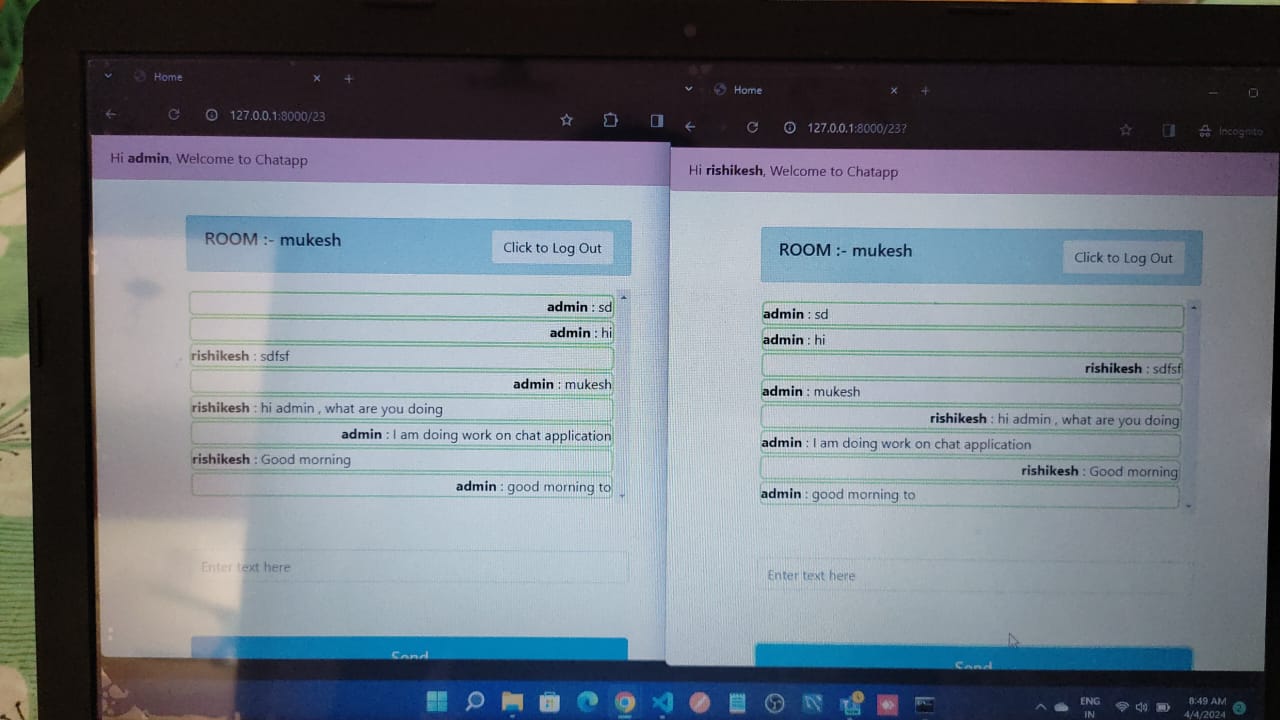 Home
127.0.0.1:8000/23
Hi admin, Welcome to Chatapp
ROOM :- mukesh
Click to Log Out
admin : sd
admin : hi
rishikesh : sdfsf
admin : mukesh
rishikesh : hi admin , what are you doing
admin : I am doing work on chat application
rishikesh : Good morning
admin : good morning to
Enter text here
Send
Home
127.0.0.1:8000/23?
Incognito
Hi rishikesh, Welcome to Chatapp
ROOM :- mukesh
Click to Log Out
admin : sd
admin : hi
rishikesh : sdfsf
admin : mukesh
rishikesh : hi admin , what are you doing
admin : I am doing work on chat application
rishikesh : Good morning
admin : good morning to
Enter text here
Send
ENG
IN
8:49 AM
4/4/2024
2